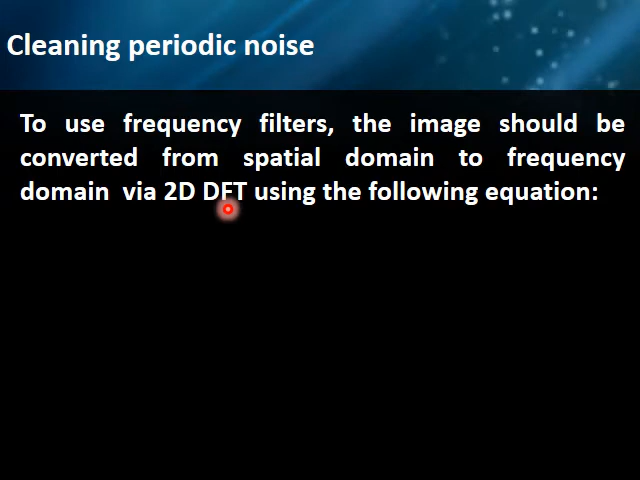 Cleaning periodic noise
To use frequency filters, the image should be
converted from spatial domain to frequency
domain via 2D DFT using the following equation: